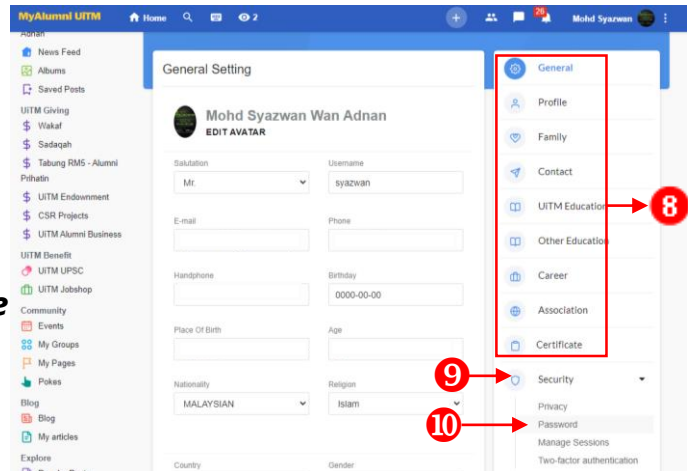 MyAlumni UiTM
Home
2
26
Mohd Syazwan
Adnan
News Feed
Albums
Saved Posts
UiTM Giving
Wakaf
Sadaqah
Tabung RM5 - Alumni
Prihatin
UiTM Endownment
CSR Projects
UiTM Alumni Business
UiTM Benefit
UiTM UPSC
UiTM Jobshop
e
Community
Events
My Groups
My Pages
Pokes
Blog
Blog
My articles
Explore
General Setting
Mohd Syazwan Wan Adnan
EDIT AVATAR
Salutation
Username
Mr.
syazwan
E-mail
Phone
Handphone
Birthday
0000-00-00
Place Of Birth
Age
Nationality
Religion
MALAYSIAN
Islam
Country
Gender
General
Profile
Family
Contact
UiTM Education
8
Other Education
Career
Association
Certificate
9
Security
Privacy
10
Password
Manage Sessions
Two-factor authentication